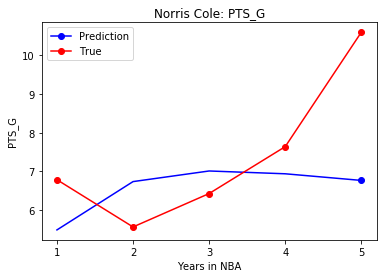 Norris Cole: PTS_G
Prediction
True
PTS_G
10
9
8
7
6
1 2 3 4 5
Years in NBA